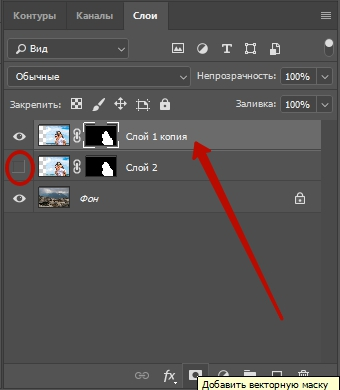 Контуры Каналы Слои
Вид
Обычные Непрозрачность: 100%
Закрепить: Заливка: 100%
Слой 1 копия
Слой 2
Фон
fx
Добавить векторную маску